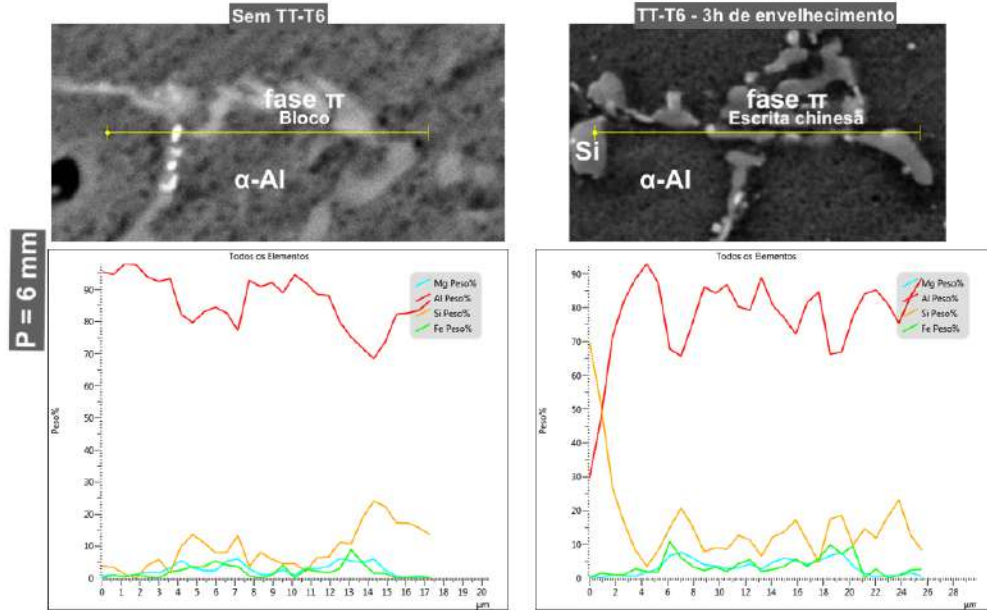 Sem TT-T6
fase π
Bloco
α-Al
TT-T6 - 3h de envelhecimento
fase π
Escrita chinesa
Si
α-Al
P = 6 mm
Todos os Elementos
Mg Peso%
Al Peso%
Si Peso%
Fe Peso%
Peso%
90
80
70
60
50
40
30
20
10
0
0 1 2 3 4 5 6 7 8 9 10 11 12 13 14 15 16 17 18 19 20
μm
Todos os Elementos
Mg Peso%
Al Peso%
Si Peso%
Fe Peso%
Peso%
90
80
70
60
50
40
30
20
10
0
0 2 4 6 8 10 12 14 16 18 20 22 24 26 28
μm